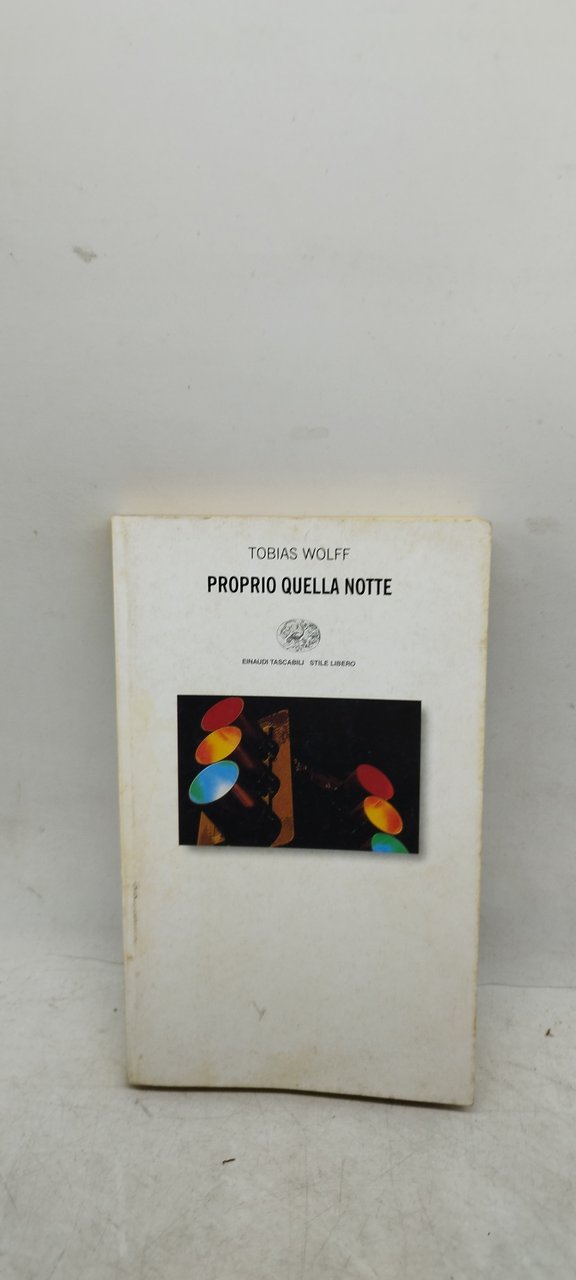 TOBIAS WOLFF
PROPRIO QUELLA NOTTE
EINAUDI TASCABILI STILE LIBERO